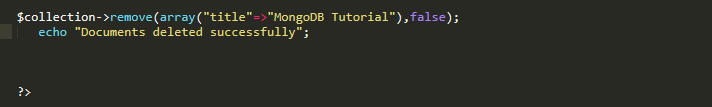 $collection->remove(array("title"=>"MongoDB Tutorial"),false);
echo "Documents deleted successfully";
?>